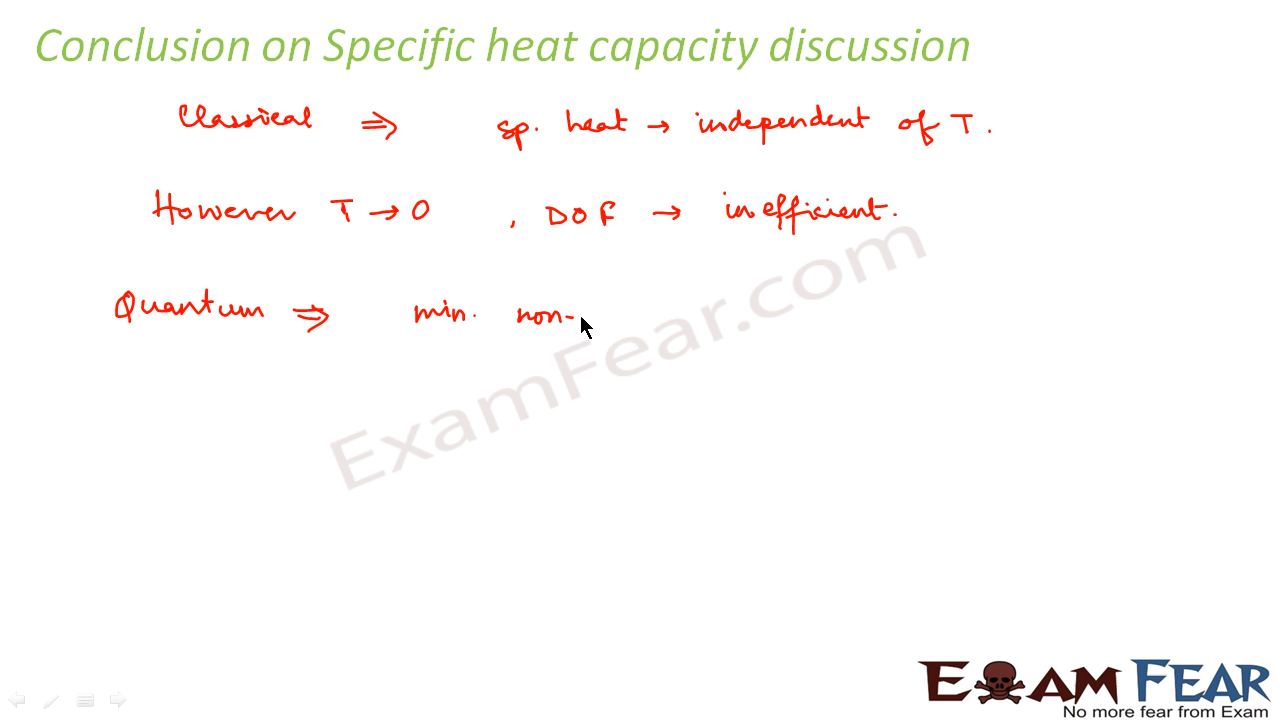 Conclusion on Specific heat capacity discussion
Classical ⇒ sp. heat → independent of T.
However T → 0 , DOF → inefficient.
Quantum ⇒ min. non-
ExamFear.com
EXAM FEAR
No more fear from Exam